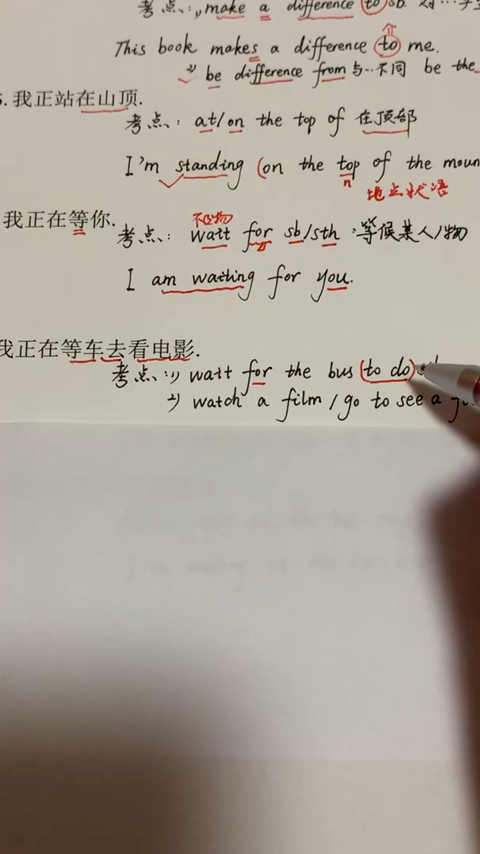 考点:1) make a difference to sb. 对…
This book makes a difference to me.
2) be difference from 与…不同 be the
.我正站在山顶.
考点: at/on the top of 在顶部
I'm standing (on the top of the moun
地点状语
我正在等你. 
考点: wait for sb/sth :等候某人/物
I am waiting for you.
我正在等车去看电影.
考点:1) wait for the bus (to do)
2) watch a film / go to see a